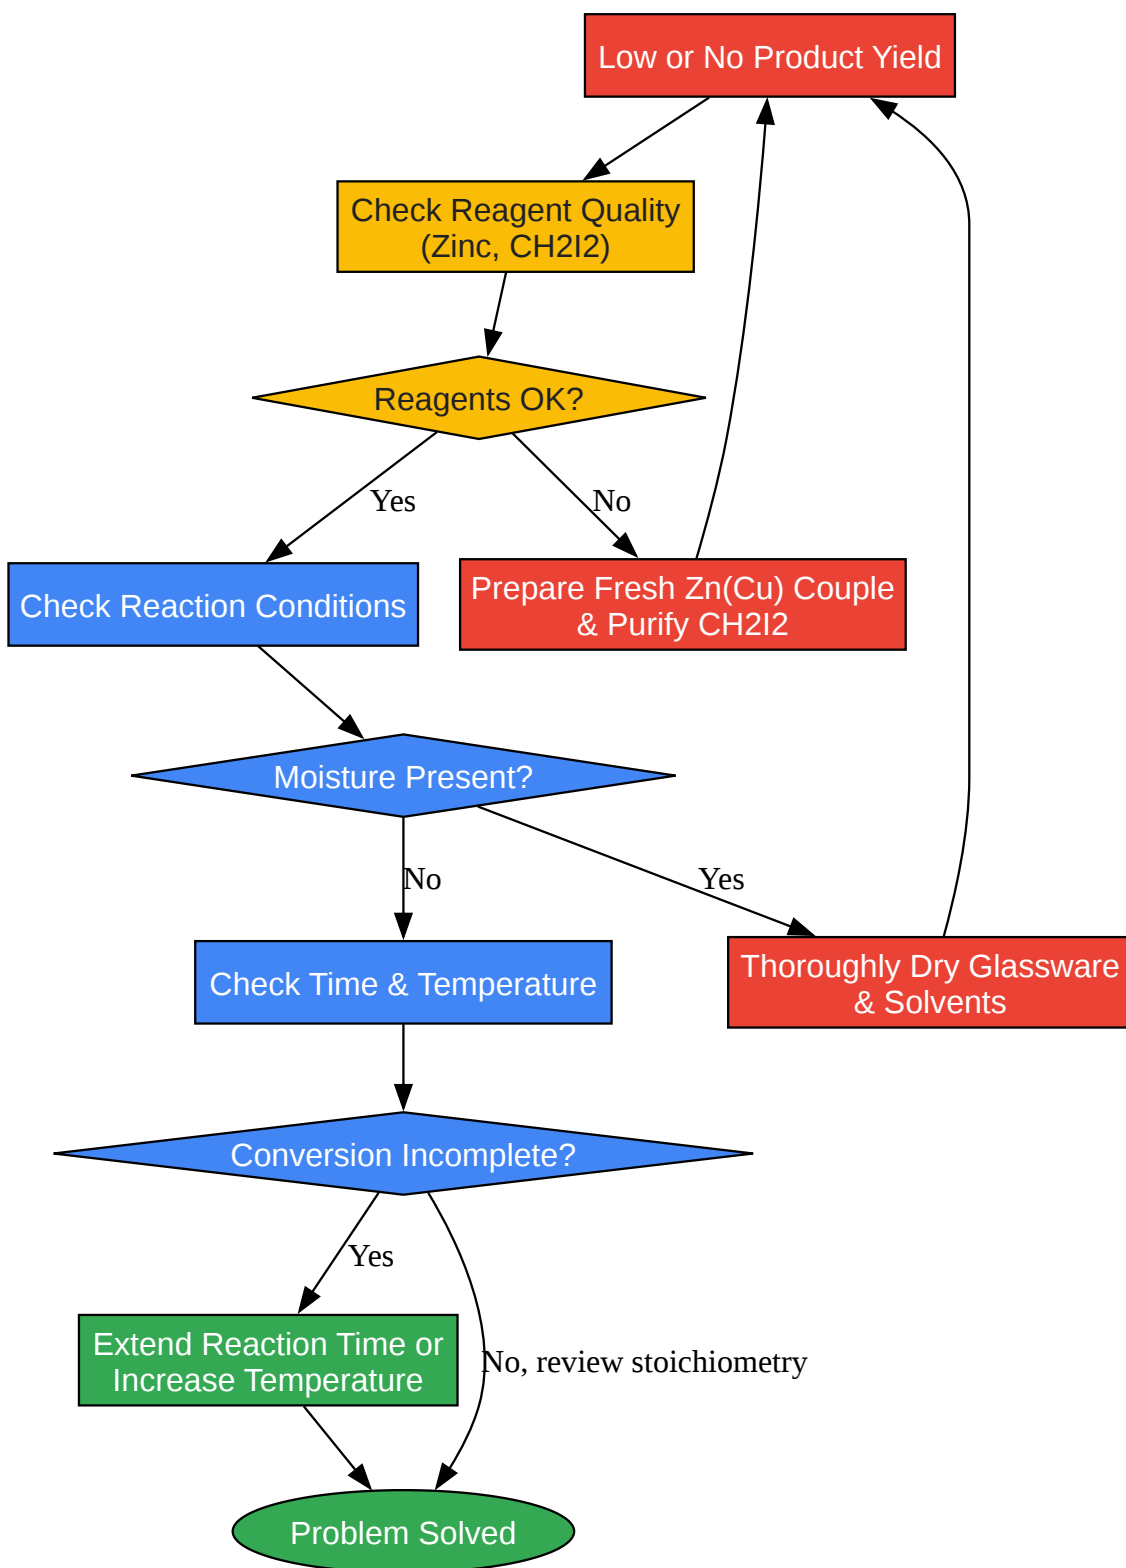 Low or No Product Yield
Check Reagent Quality
(Zinc, CH2I2)
Reagents OK?
Yes
No
Check Reaction Conditions
Prepare Fresh Zn(Cu) Couple
& Purify CH2I2
Moisture Present?
No
Yes
Check Time & Temperature
Thoroughly Dry Glassware
& Solvents
Conversion Incomplete?
Yes
No, review stoichiometry
Extend Reaction Time or
Increase Temperature
Problem Solved